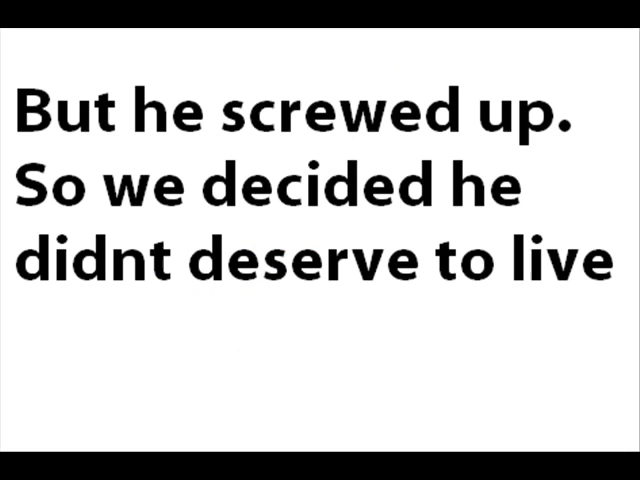 But he screwed up.
So we decided he
didnt deserve to live